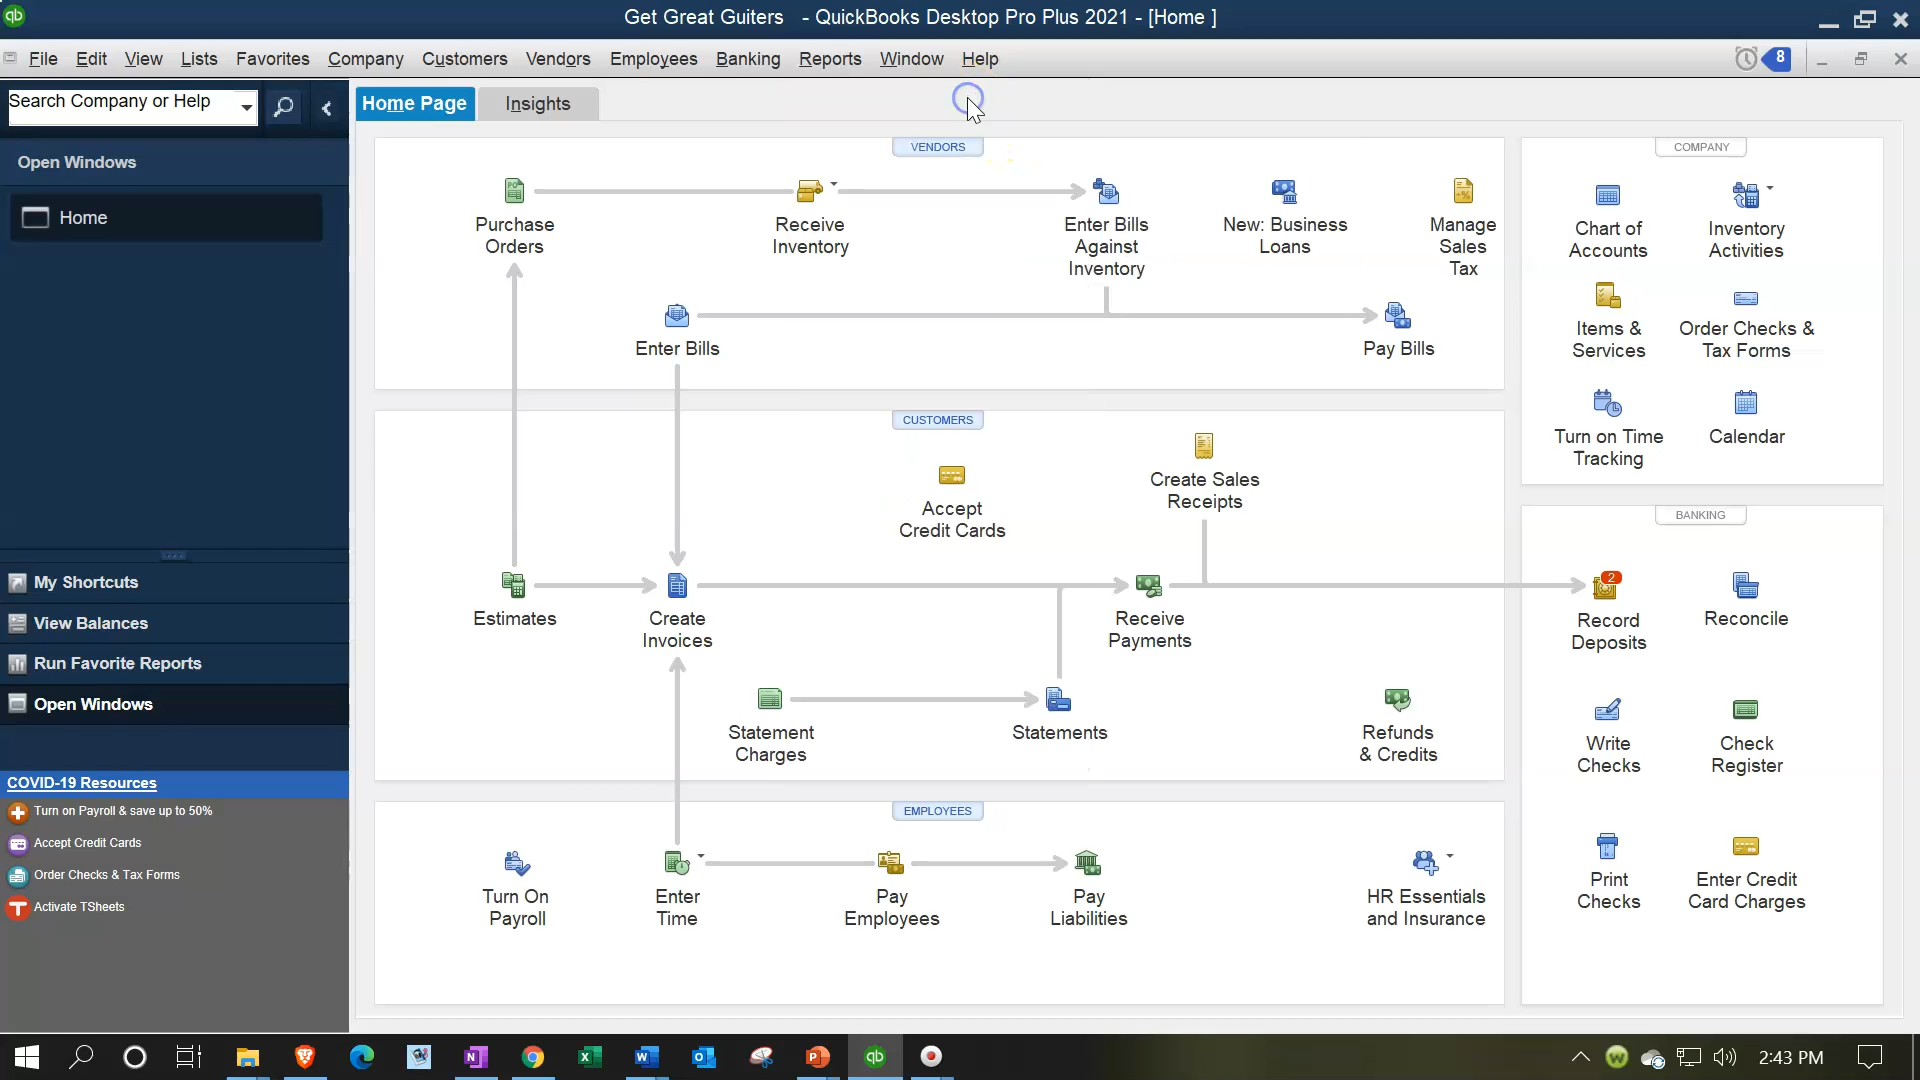 qb
Get Great Guiters - QuickBooks Desktop Pro Plus 2021 - [Home ]
File Edit View Lists Favorites Company Customers Vendors Employees Banking Reports Window Help
8
Search Company or Help
Home Page Insights
Open Windows
Home
My Shortcuts
View Balances
Run Favorite Reports
Open Windows
COVID-19 Resources
Turn on Payroll & save up to 50%
Accept Credit Cards
Order Checks & Tax Forms
Activate TSheets
VENDORS
Purchase
Orders
Receive
Inventory
Enter Bills
Against
Inventory
New: Business
Loans
Manage
Sales
Tax
Enter Bills
Pay Bills
CUSTOMERS
Accept
Credit Cards
Create Sales
Receipts
Estimates
Create
Invoices
Receive
Payments
Statement
Charges
Statements
Refunds
& Credits
EMPLOYEES
Turn On
Payroll
Enter
Time
Pay
Employees
Pay
Liabilities
HR Essentials
and Insurance
COMPANY
Chart of
Accounts
Inventory
Activities
Items &
Services
Order Checks &
Tax Forms
Turn on Time
Tracking
Calendar
BANKING
2
Record
Deposits
Reconcile
Write
Checks
Check
Register
Print
Checks
Enter Credit
Card Charges
2:43 PM